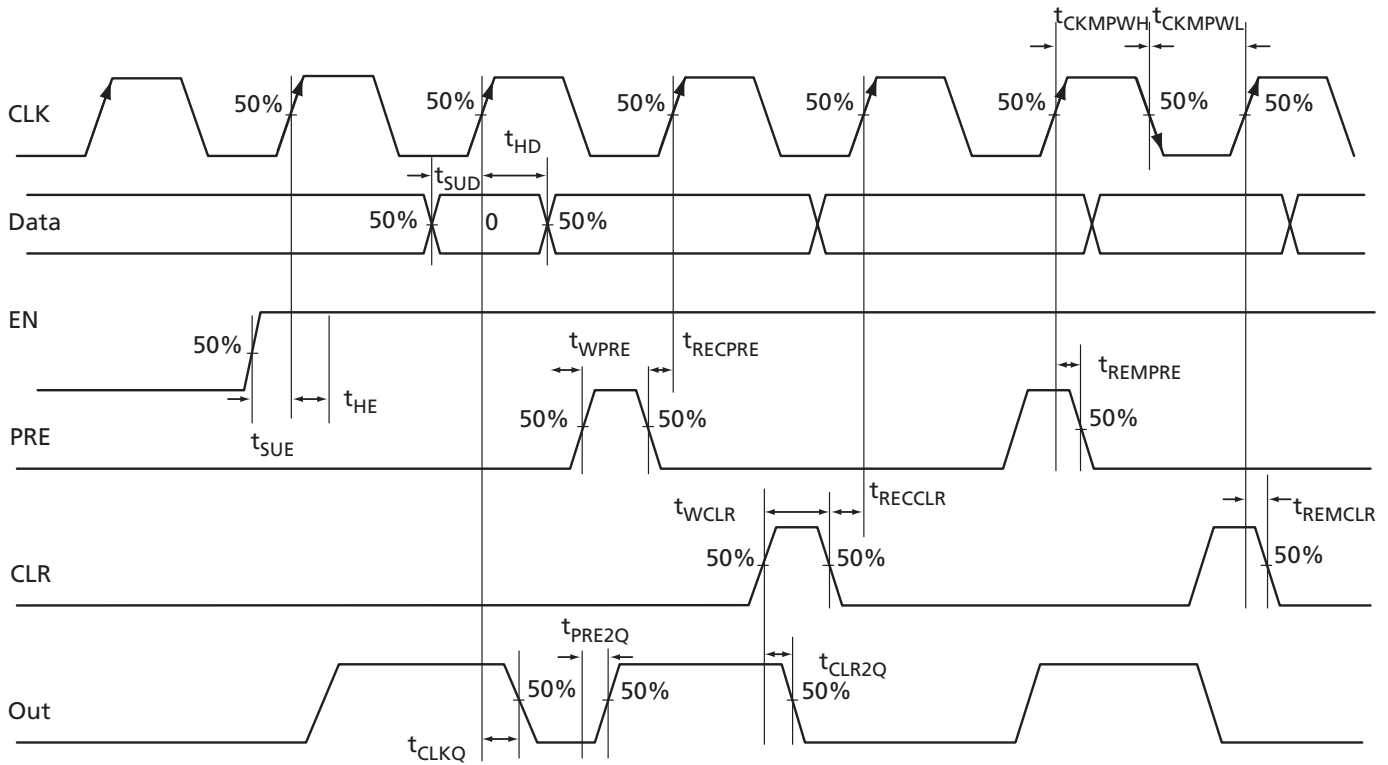 tCKMPWH tCKMPWL
CLK
50% 50% 50% 50% 50% 50% 50%
tHD
tSUD
Data
50% 0 50%
EN
50%
tWPRE tRECPRE
tREMPRE
tHE
tSUE
PRE
50% 50% 50%
tWCLR tRECCLR
tREMCLR
CLR
50% 50% 50%
tPRE2Q
tCLR2Q
Out
50% 50% 50%
tCLKQ